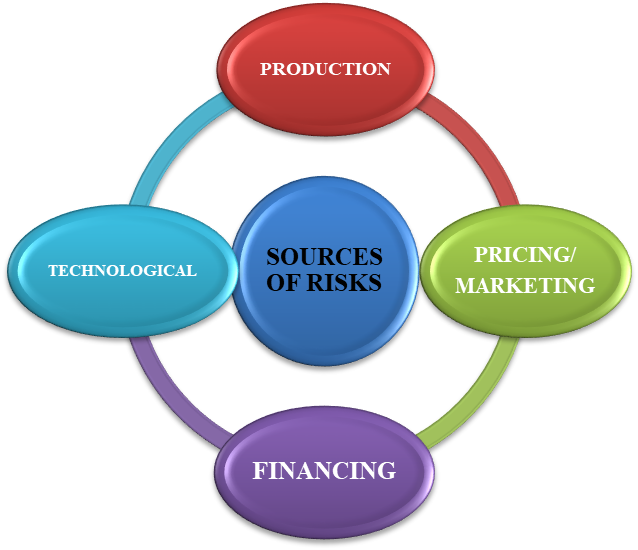 PRODUCTION
TECHNOLOGICAL
SOURCES
OF RISKS
PRICING/
MARKETING
FINANCING